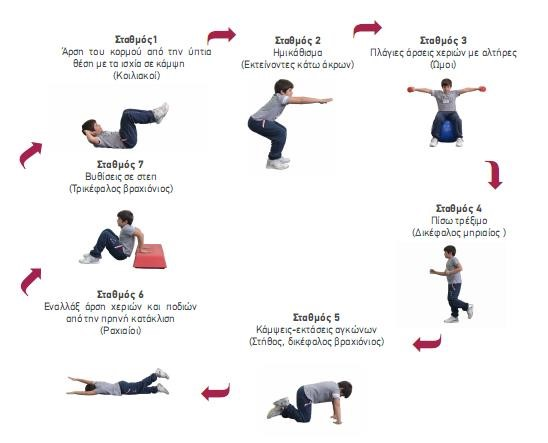 Σταθμός 1
Άρση του κορμού από την ύπτια
θέση με τα ισχία σε κάμψη
(Κοιλιακοί)
Σταθμός 2
Ημικάθισμα
(Εκτείνοντες κάτω άκρων)
Σταθμός 3
Πλάγιες άρσεις χεριών με αλτήρες
(Ώμοι)
Σταθμός 4
Πίσω τρέξιμο
(Δικέφαλος μηριαίος )
Σταθμός 5
Κάμψεις-εκτάσεις αγκώνων
(Στήθος, δικέφαλος βραχιόνιος)
Σταθμός 6
Εναλλάξ άρση χεριών και ποδιών
από την πρηνή κατάκλιση
(Ραχιαίοι)
Σταθμός 7
Βυθίσεις σε στεπ
(Τρικέφαλος βραχιόνιος)